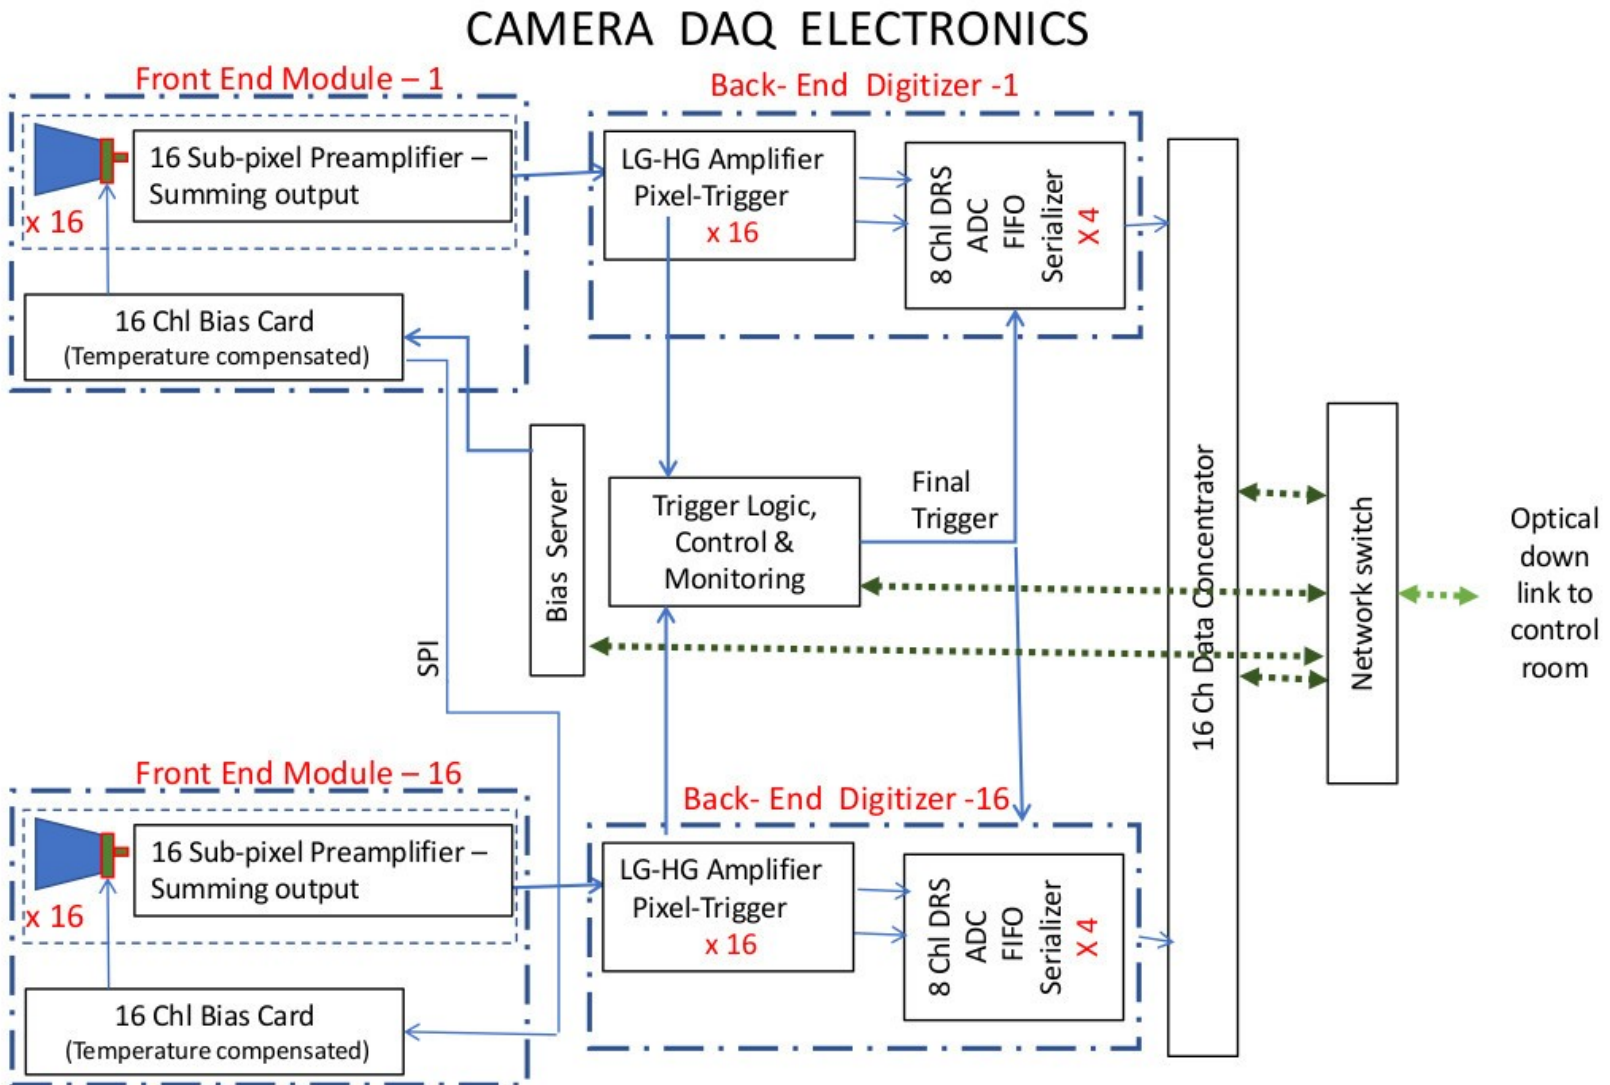 CAMERA DAQ ELECTRONICS
Front End Module – 1
16 Sub-pixel Preamplifier –
Summing output
x 16
16 Chl Bias Card
(Temperature compensated)
Back- End Digitizer -1
LG-HG Amplifier
Pixel-Trigger
x 16
8 Chl DRS
ADC
FIFO
Serializer
X 4
Bias Server
Trigger Logic,
Control &
Monitoring
Final
Trigger
SPI
16 Ch Data Concentrator
Network switch
Optical
down
link to
control
room
Front End Module – 16
16 Sub-pixel Preamplifier –
Summing output
x 16
16 Chl Bias Card
(Temperature compensated)
Back- End Digitizer -16
LG-HG Amplifier
Pixel-Trigger
x 16
8 Chl DRS
ADC
FIFO
Serializer
X 4